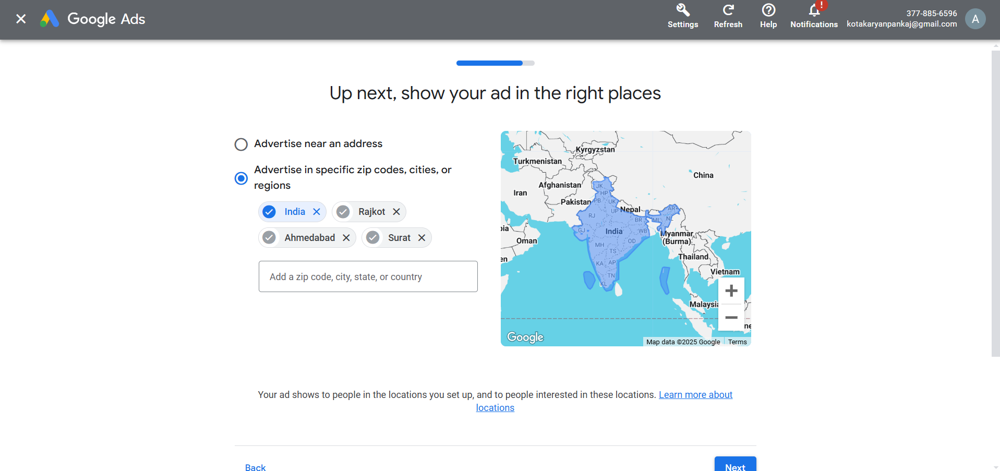 Google Ads
Settings
Refresh
Help
!
Notifications
377-885-6596
kotakaryanpankaj@gmail.com
A
Up next, show your ad in the right places
Advertise near an address
Advertise in specific zip codes, cities, or
regions
India
Rajkot
Ahmedabad
Surat
Add a zip code, city, state, or country
Kyrgyzstan
Turkmenistan
China
Afghanistan
JK
Iran
HP
Pakistan
PB
UK
Nepal
AR
UP
RJ
BR
ML
NL
bia
GJ
India
WB
Myanmar
(Burma)
Oman
OD
MH
TS
Thailand
en
KA
AP
Vietnam
TN
KL
Malaysia
ne
Google
Map data ©2025 Google
Terms
Your ad shows to people in the locations you set up, and to people interested in these locations. Learn more about
locations
Back
Next